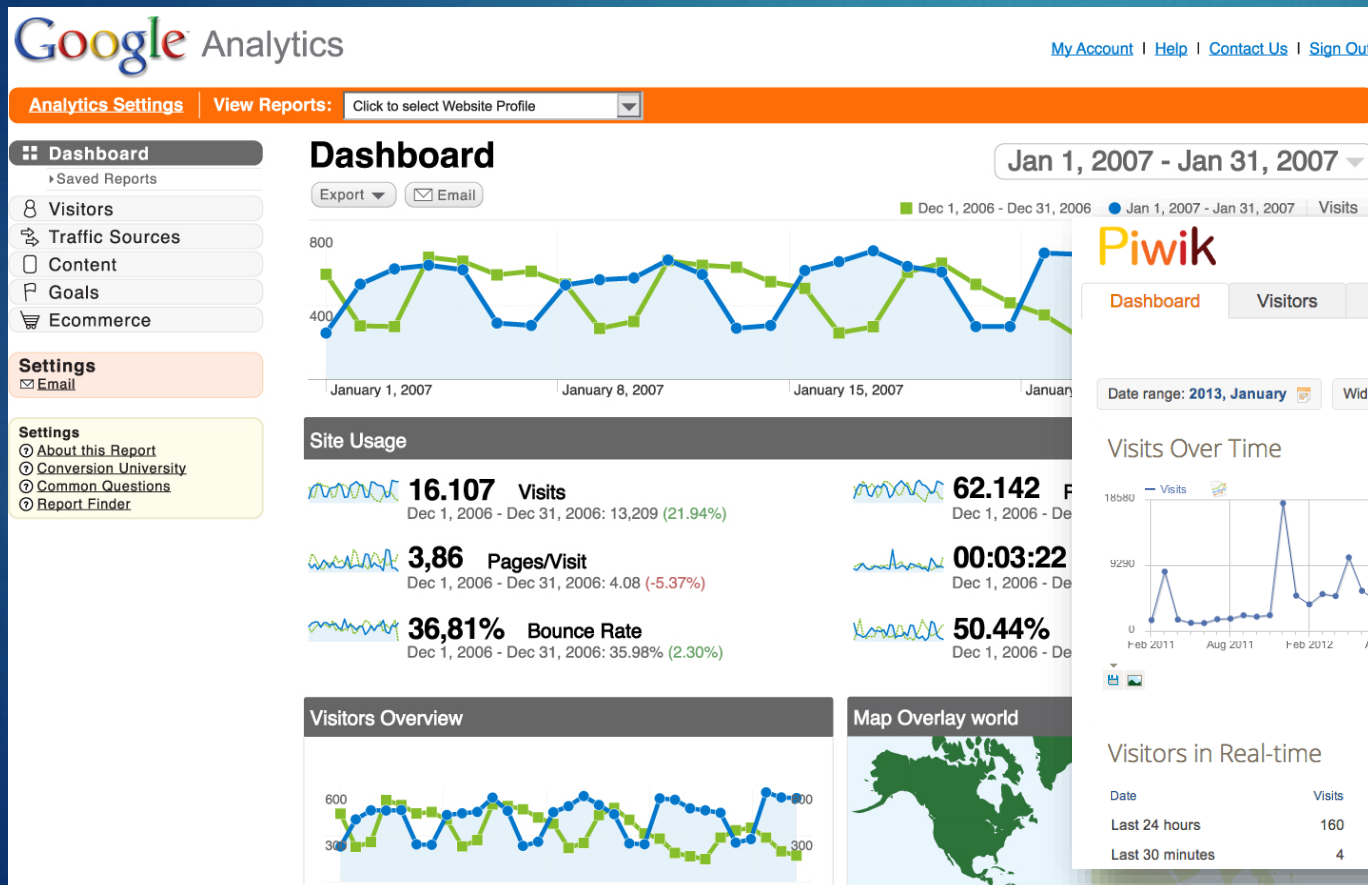 Google Analytics
My Account | Help | Contact Us | Sign Out
Analytics Settings | View Reports: Click to select Website Profile
Dashboard
Saved Reports
Visitors
Traffic Sources
Content
Goals
Ecommerce
Settings
Email
Settings
About this Report
Conversion University
Common Questions
Report Finder
Dashboard
Jan 1, 2007 - Jan 31, 2007
Export
Email
Dec 1, 2006 - Dec 31, 2006 Jan 1, 2007 - Jan 31, 2007 Visits
800
400
January 1, 2007 January 8, 2007 January 15, 2007 January
Site Usage
16.107 Visits
Dec 1, 2006 - Dec 31, 2006: 13,209 (21.94%)
3,86 Pages/Visit
Dec 1, 2006 - Dec 31, 2006: 4.08 (-5.37%)
36,81% Bounce Rate
Dec 1, 2006 - Dec 31, 2006: 35.98% (2.30%)
62.142
Dec 1, 2006 - De
00:03:22
Dec 1, 2006 - De
50.44%
Dec 1, 2006 - De
Visitors Overview
600 600
300 300
Map Overlay world
Piwik
Dashboard Visitors
Date range: 2013, January Wid
Visits Over Time
Visits
18580
9290
0
Feb 2011 Aug 2011 Feb 2012
Visitors in Real-time
Date Visits
Last 24 hours 160
Last 30 minutes 4